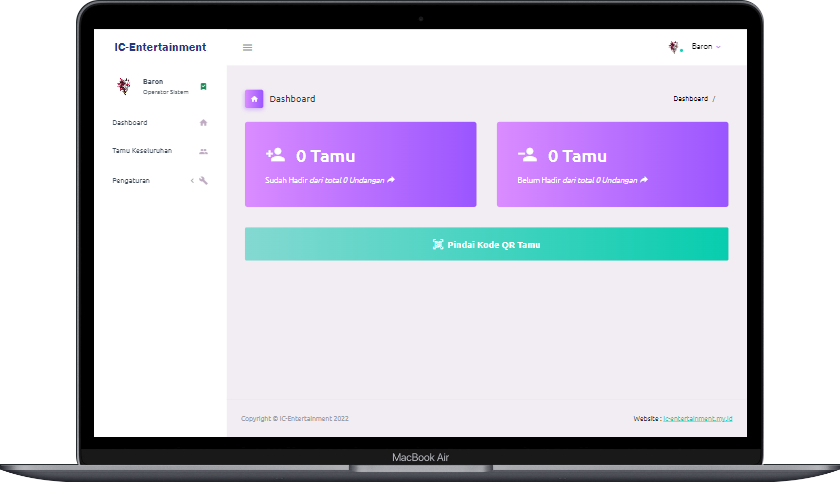 IC-Entertainment
Baron
Baron
Operator Sistem
Dashboard
Tamu Keseluruhan
Pengaturan
Dashboard
Dashboard /
0 Tamu
Sudah Hadir dari total 0 Undangan
0 Tamu
Belum Hadir dari total 0 Undangan
Pindai Kode QR Tamu
Copyright © IC-Entertainment 2022
Website : ic-entertainment.my.id
MacBook Air